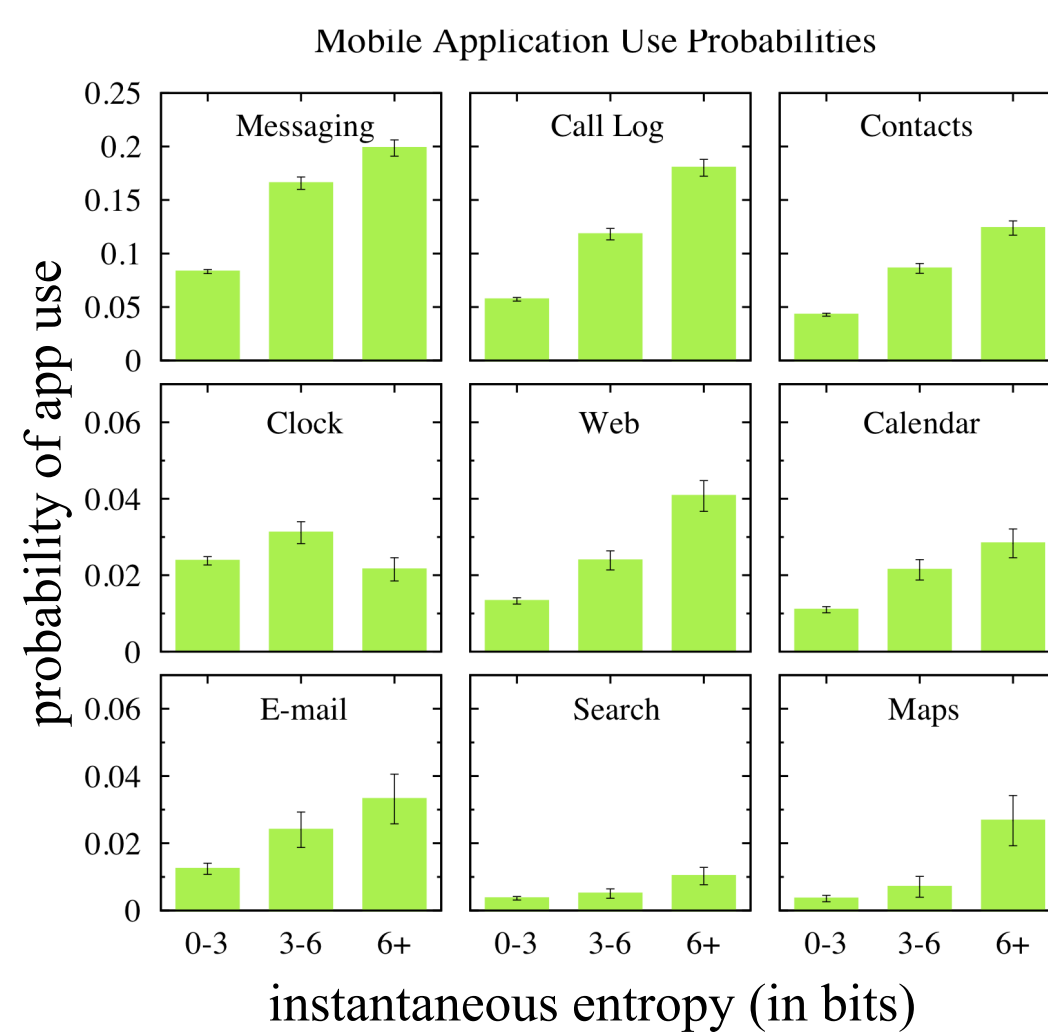 Mobile Application Use Probabilities
0.25
0.2
0.15
0.1
0.05
0
Messaging
Call Log
Contacts
probability of app use
0.06
0.04
0.02
0
Clock
Web
Calendar
0.06
0.04
0.02
0
E-mail
Search
Maps
0-3 3-6 6+ 0-3 3-6 6+ 0-3 3-6 6+
instantaneous entropy (in bits)